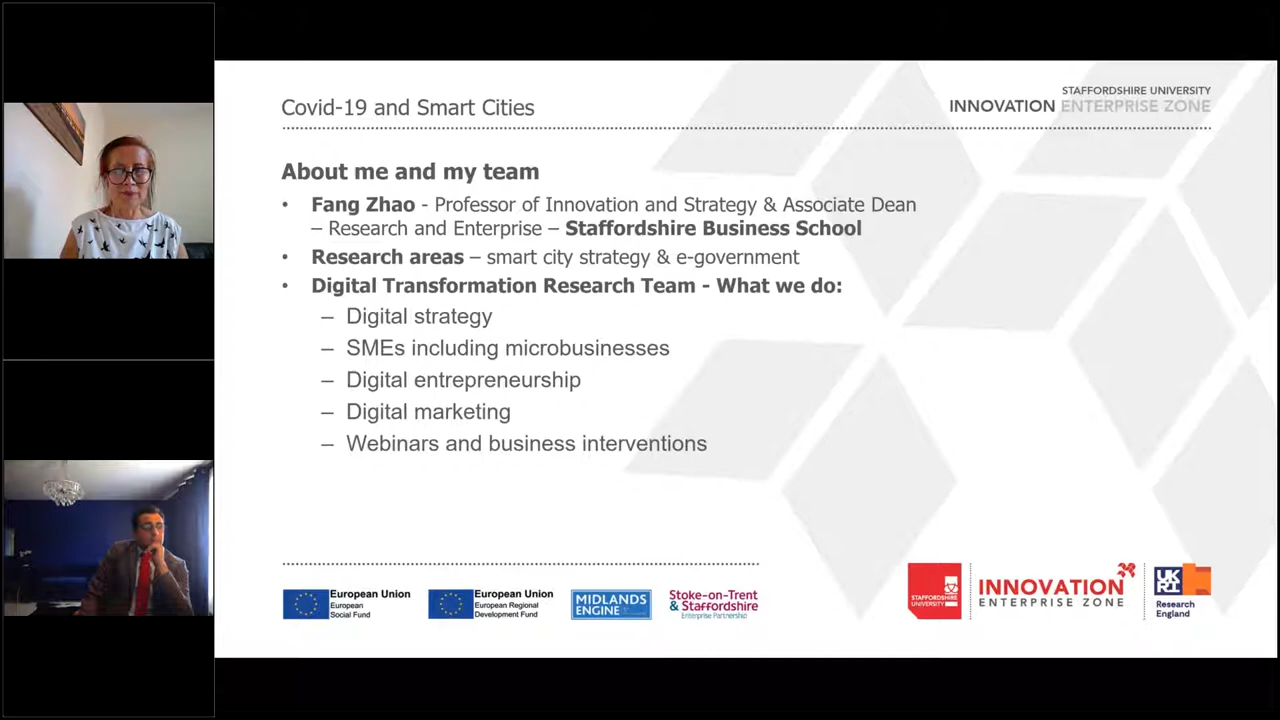 Covid-19 and Smart Cities
STAFFORDSHIRE UNIVERSITY
INNOVATION ENTERPRISE ZONE
About me and my team
• Fang Zhao - Professor of Innovation and Strategy & Associate Dean
– Research and Enterprise – Staffordshire Business School
• Research areas – smart city strategy & e-government
• Digital Transformation Research Team - What we do:
– Digital strategy
– SMEs including microbusinesses
– Digital entrepreneurship
– Digital marketing
– Webinars and business interventions
European Union
European
Social Fund
European Union
European Regional
Development Fund
MIDLANDS
ENGINE
Stoke-on-Trent
& Staffordshire
Enterprise Partnership
STAFFORDSHIRE
UNIVERSITY
INNOVATION
ENTERPRISE ZONE
UK
RI
Research
England